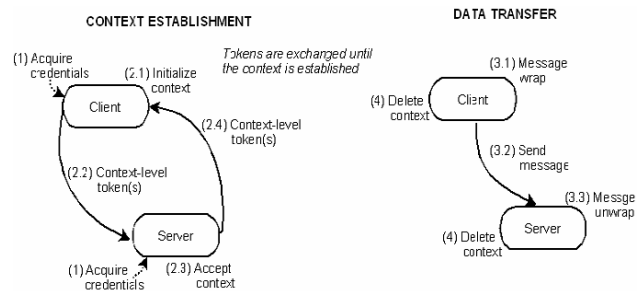 CONTEXT ESTABLISHMENT
DATA TRANSFER
Tokens are exchanged until
the context is established
(1) Acquire
credentials
(2.1) Initialize
context
Client
(2.4) Context-level
token(s)
(2.2) Context-level
token(s)
Server
(1) Acquire
credentials
(2.3) Accept
context
(3.1) Message
wrap
Client
(4) Delete
context
(3.2) Send
message
(3.3) Messge
unwrap
Server
(4) Delete
context